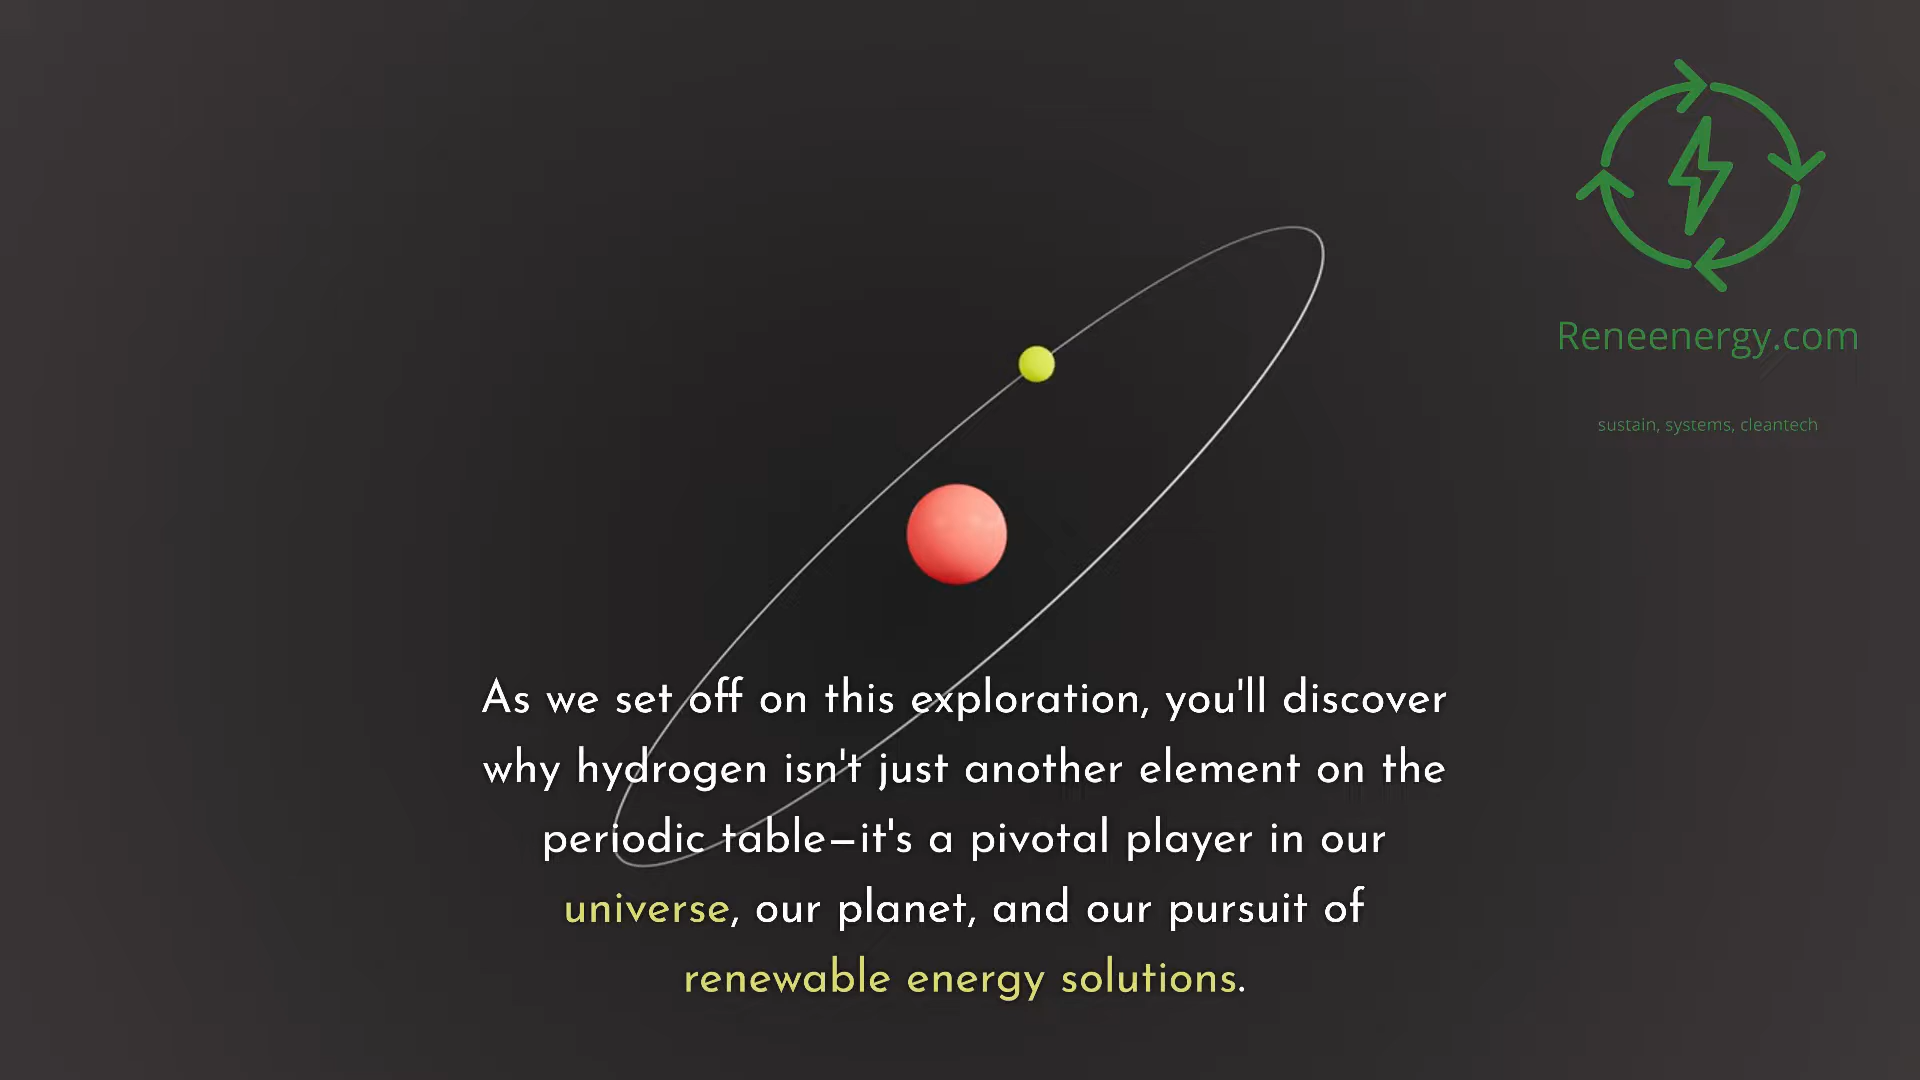 Reneenergy.com
sustain, systems, cleantech
As we set off on this exploration, you'll discover
why hydrogen isn't just another element on the
periodic table—it's a pivotal player in our
universe, our planet, and our pursuit of
renewable energy solutions.